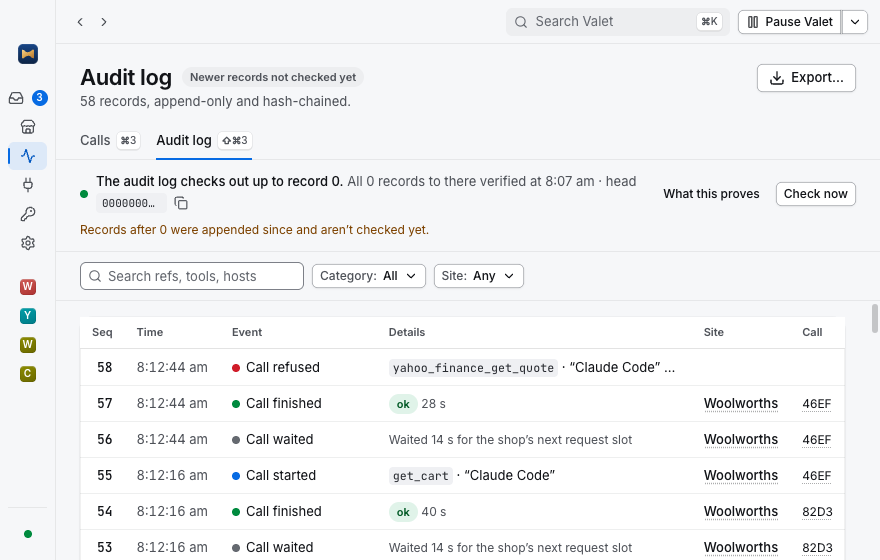 Search Valet ⌘K Pause Valet
Audit log Newer records not checked yet Export...
58 records, append-only and hash-chained.
3
Calls ⌘3 Audit log ⇧⌘3
The audit log checks out up to record 0. All 0 records to there verified at 8:07 am · head
0000000… What this proves Check now
Records after 0 were appended since and aren’t checked yet.
Search refs, tools, hosts Category: All Site: Any
W
Y
W
C
Seq Time Event Details Site Call
58 8:12:44 am Call refused yahoo_finance_get_quote · “Claude Code” …
57 8:12:44 am Call finished ok 28 s Woolworths 46EF
56 8:12:44 am Call waited Waited 14 s for the shop’s next request slot Woolworths 46EF
55 8:12:16 am Call started get_cart · “Claude Code” Woolworths 46EF
54 8:12:16 am Call finished ok 40 s Woolworths 82D3
53 8:12:16 am Call waited Waited 14 s for the shop’s next request slot Woolworths 82D3